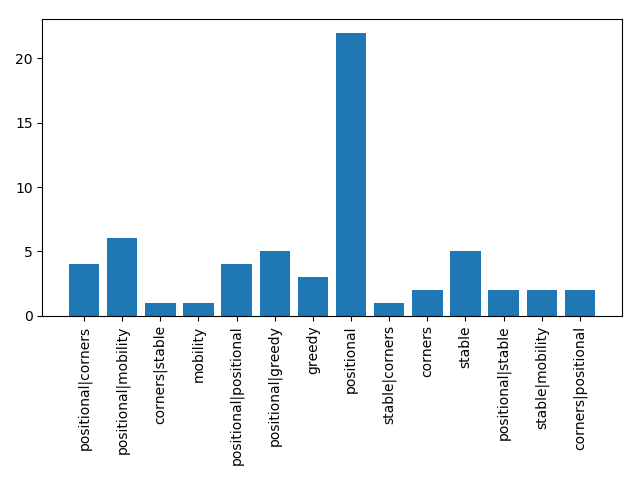 20
15
10
5
0
positional|corners
positional|mobility
corners|stable
mobility
positional|positional
positional|greedy
greedy
positional
stable|corners
corners
stable
positional|stable
stable|mobility
corners|positional